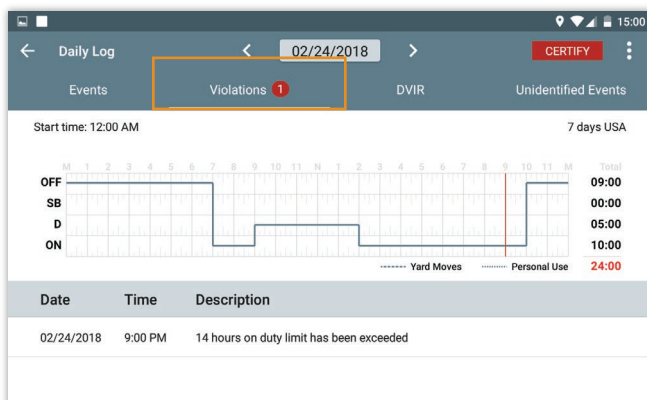 15:00
Daily Log 02/24/2018 CERTIFY
Events Violations 1 DVIR Unidentified Events
Start time: 12:00 AM 7 days USA
M 1 2 3 4 5 6 7 8 9 10 11 N 1 2 3 4 5 6 7 8 9 10 11 M Total
OFF 09:00
SB 00:00
D 05:00
ON 10:00
Yard Moves Personal Use 24:00
Date Time Description
02/24/2018 9:00 PM 14 hours on duty limit has been exceeded